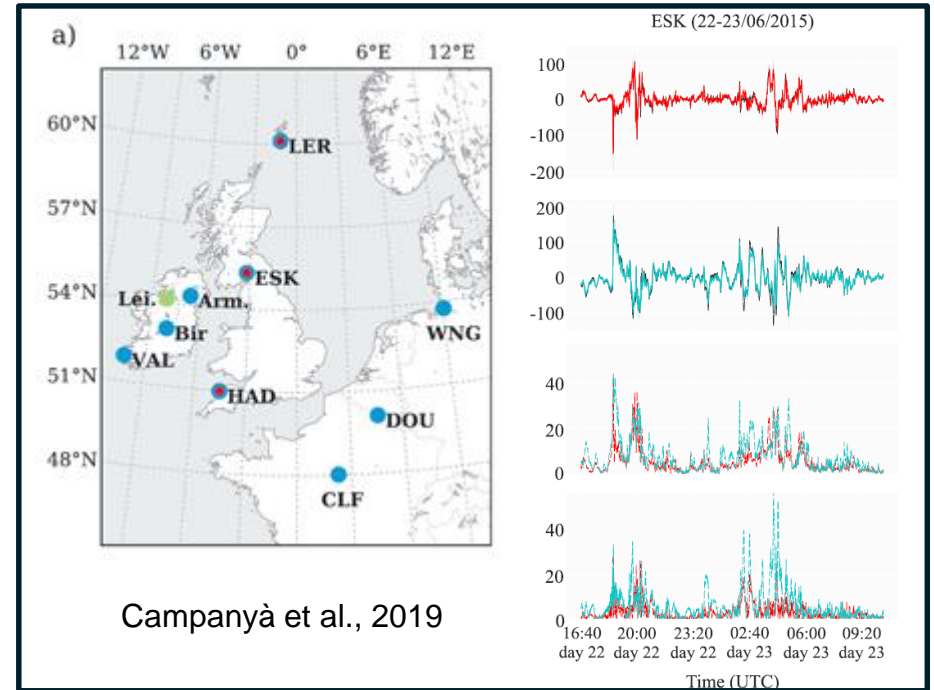 a)
12°W 6°W 0° 6°E 12°E
60°N
57°N
54°N
51°N
48°N
LER
ESK
Lei.
Arm.
Bir
VAL
WNG
HAD
DOU
CLF
Campanyà et al., 2019
ESK (22-23/06/2015)
100
0
-100
-200
200
100
0
-100
40
20
0
40
20
0
16:40 20:00 23:20 02:40 06:00 09:20
day 22 day 22 day 22 day 23 day 23 day 23
Time (UTC)